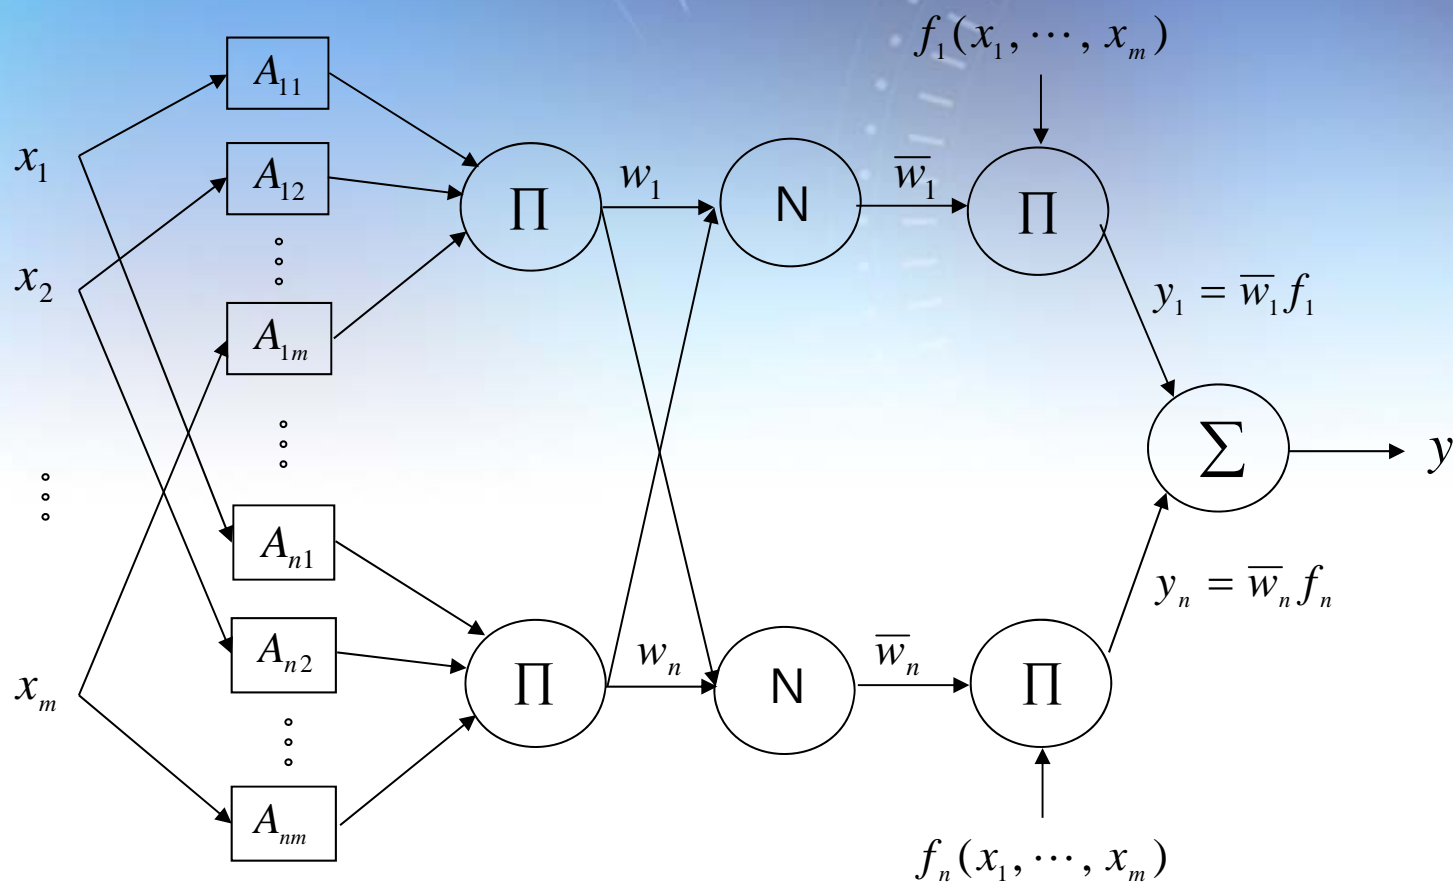 f₁(x₁, ⋯, xₘ)
A₁₁
x₁
A₁₂
∏
w₁
N
w̅₁
∏
x₂
A₁ₘ
y₁ = w̅₁f₁
∑
y
Aₙ₁
yₙ = w̅ₙfₙ
Aₙ₂
xₘ
∏
wₙ
N
w̅ₙ
∏
Aₙₘ
fₙ(x₁, ⋯, xₘ)